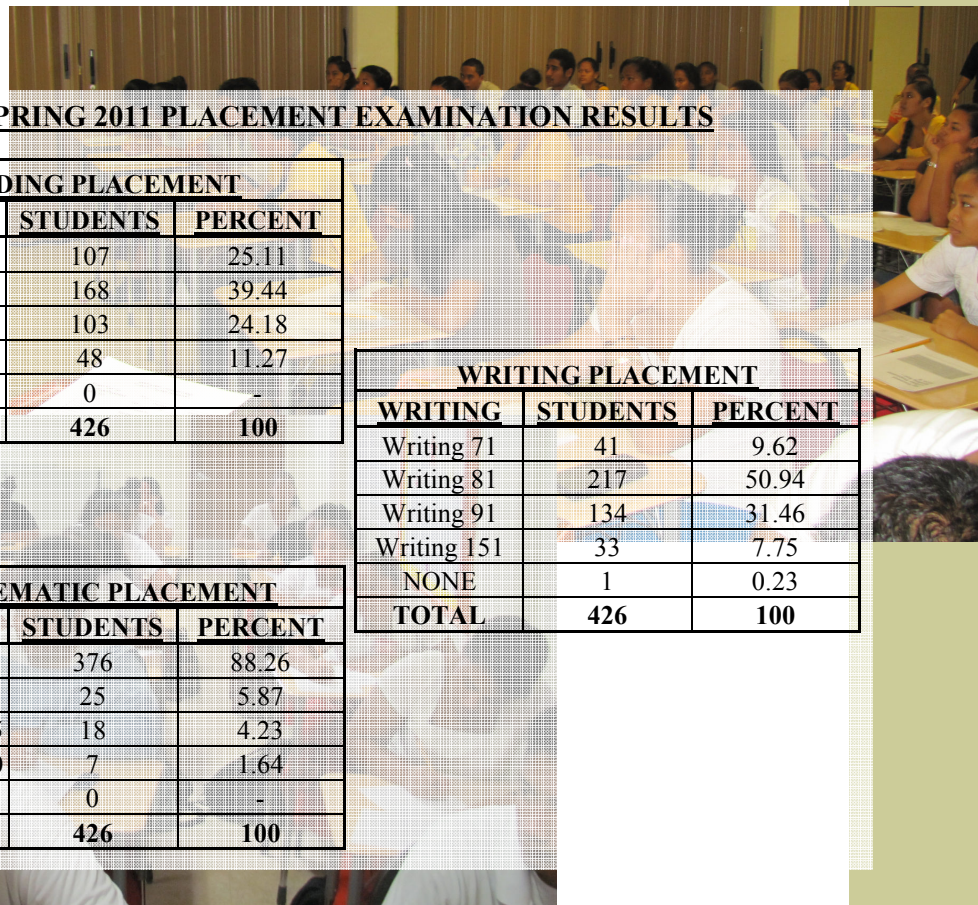 PRING 2011 PLACEMENT EXAMINATION RESULTS
DING PLACEMENT
STUDENTS PERCENT
107 25.11
168 39.44
103 24.18
48 11.27
0 -
426 100
WRITING PLACEMENT
WRITING STUDENTS PERCENT
Writing 71 41 9.62
Writing 81 217 50.94
Writing 91 134 31.46
Writing 151 33 7.75
NONE 1 0.23
TOTAL 426 100
EMATIC PLACEMENT
STUDENTS PERCENT
376 88.26
25 5.87
18 4.23
7 1.64
0 -
426 100